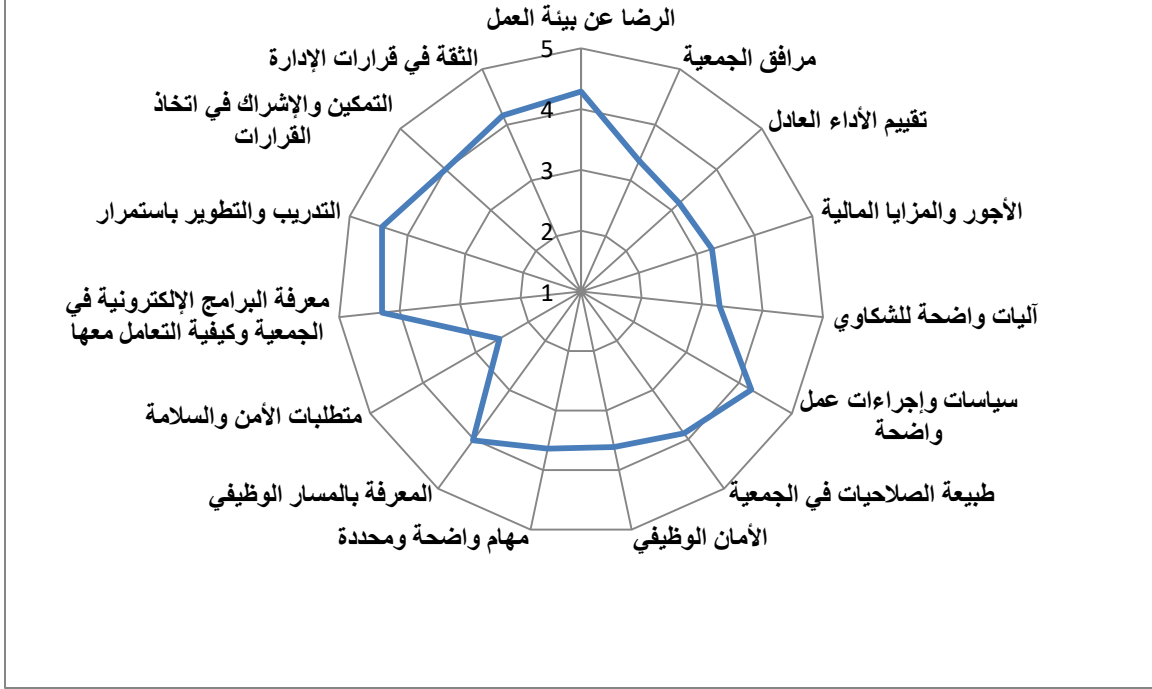 الرضا عن بيئة العمل
مرافق الجمعية
تقييم الأداء العادل
الأجور والمزايا المالية
آليات واضحة للشكاوي
سياسات وإجراءات عمل
واضحة
طبيعة الصلاحيات في الجمعية
الأمان الوظيفي
مهام واضحة ومحددة
المعرفة بالمسار الوظيفي
متطلبات الأمن والسلامة
معرفة البرامج الإلكترونية في
الجمعية وكيفية التعامل معها
التدريب والتطوير باستمرار
التمكين والإشراك في اتخاذ
القرارات
الثقة في قرارات الإدارة
5
4
3
2
1